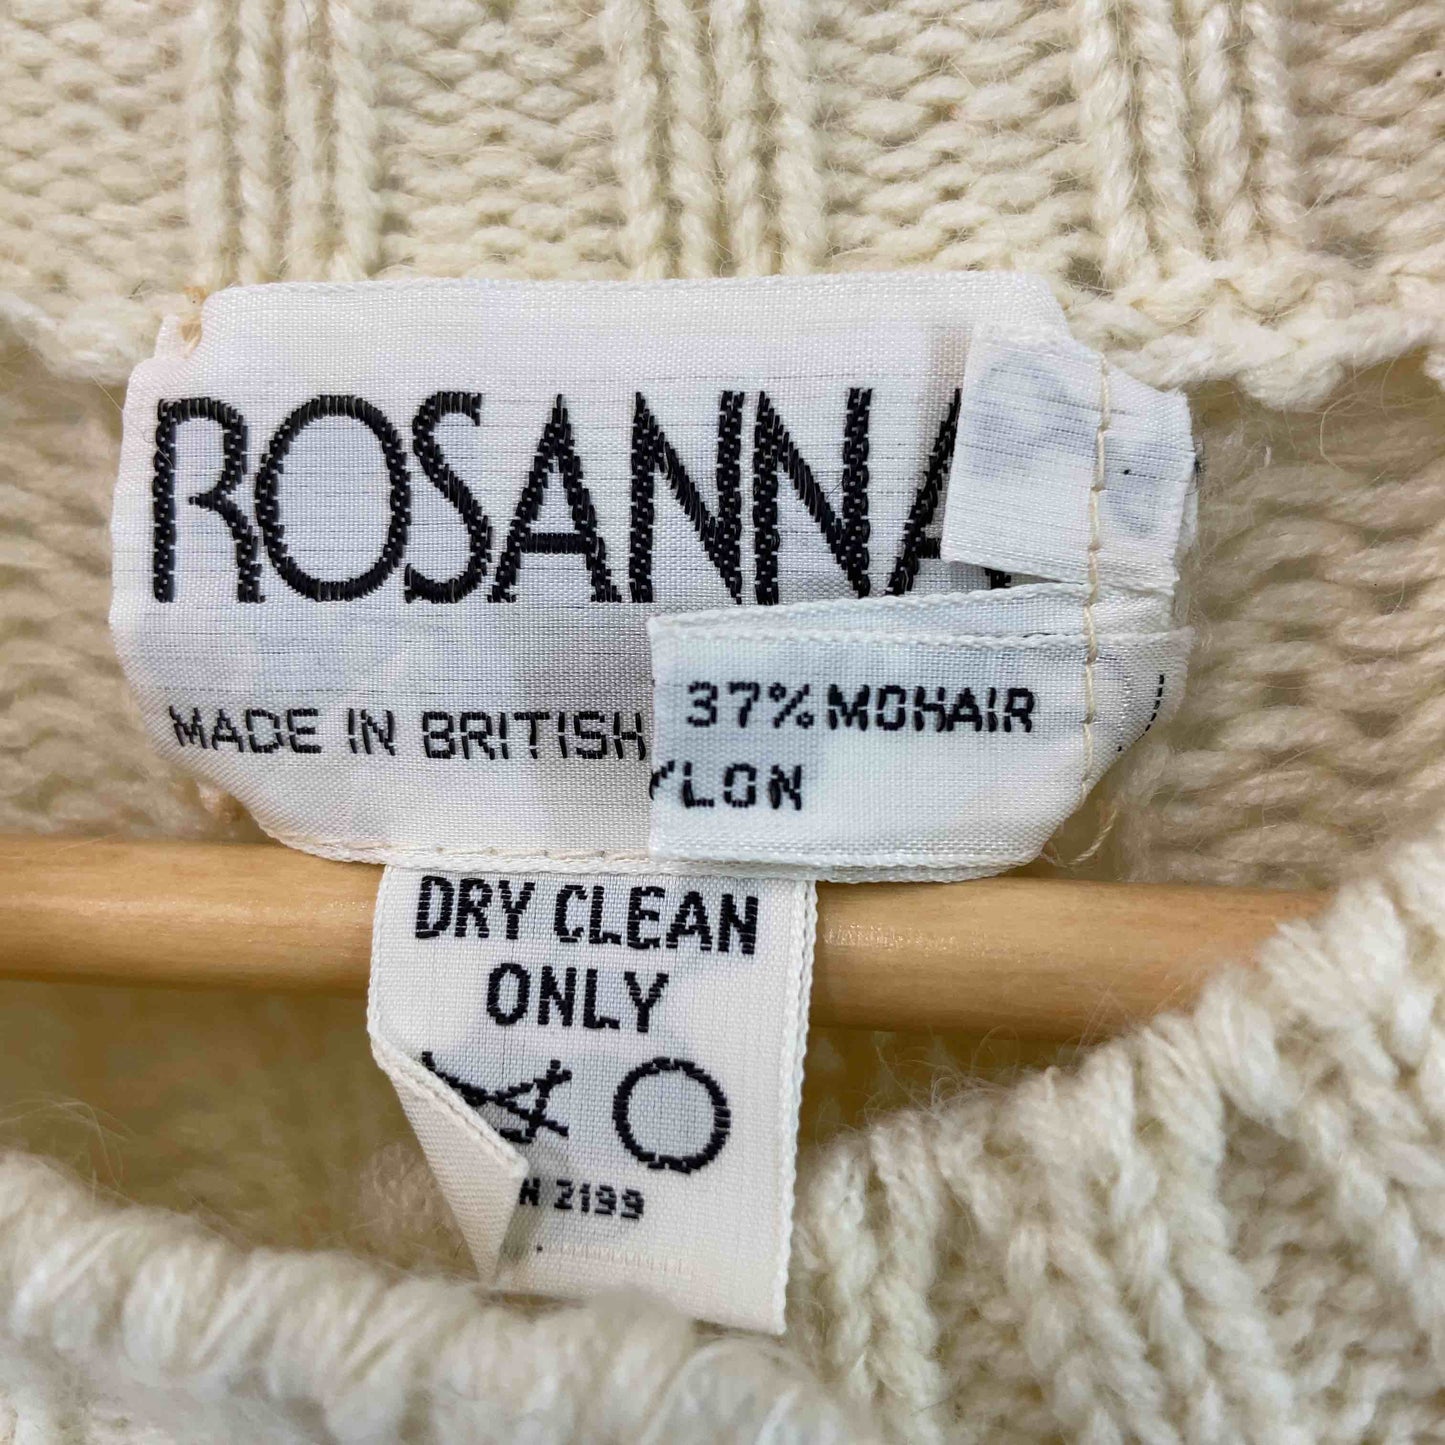 ROSANNA
MADE IN BRITISH
37% MOHAIR
YLON
DRY CLEAN
ONLY
N 2199